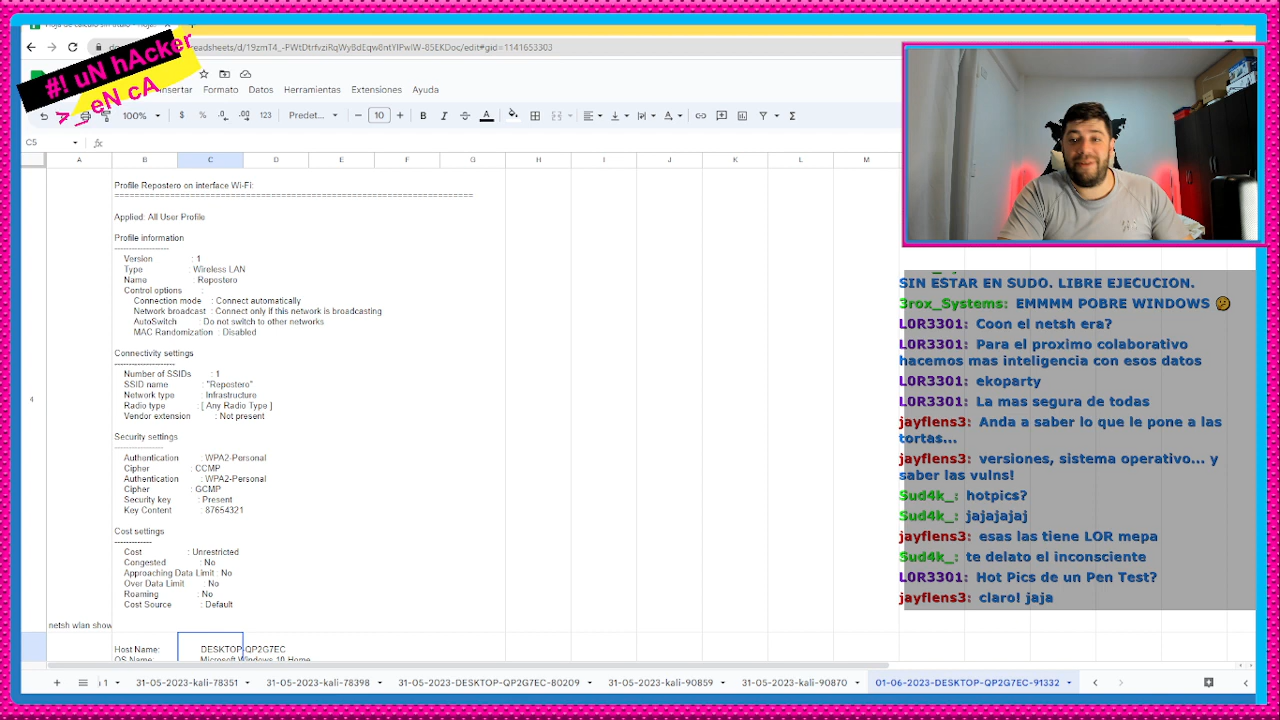 #! uN hAcker
>_ eN cA
Insertar Formato Datos Herramientas Extensiones Ayuda
100% $ % .0 .00 123 Predet... − 10 + B I A Σ
C5 fx
A B C D E F G H I J K L M
Profile Repostero on interface Wi-Fi:
=======================================================================
Applied: All User Profile
Profile information
-------------------
Version : 1
Type : Wireless LAN
Name : Repostero
Control options :
Connection mode : Connect automatically
Network broadcast : Connect only if this network is broadcasting
AutoSwitch : Do not switch to other networks
MAC Randomization : Disabled
Connectivity settings
---------------------
Number of SSIDs : 1
SSID name : "Repostero"
Network type : Infrastructure
Radio type : [ Any Radio Type ]
Vendor extension : Not present
Security settings
-----------------
Authentication : WPA2-Personal
Cipher : CCMP
Authentication : WPA2-Personal
Cipher : GCMP
Security key : Present
Key Content : 87654321
Cost settings
-------------
Cost : Unrestricted
Congested : No
Approaching Data Limit : No
Over Data Limit : No
Roaming : No
Cost Source : Default
4
netsh wlan show
Host Name: DESKTOP-QP2G7EC
OS Name: Microsoft Windows 10 Home
31-05-2023-kali-78351 31-05-2023-kali-78398 31-05-2023-DESKTOP-QP2G7EC- 31-05-2023-kali-90859 31-05-2023-kali-90870 01-06-2023-DESKTOP-QP2G7EC-91332
SIN ESTAR EN SUDO. LIBRE EJECUCION.
3rox_Systems: EMMMM POBRE WINDOWS 🤔
L0R3301: Coon el netsh era?
L0R3301: Para el proximo colaborativo
hacemos mas inteligencia con esos datos
L0R3301: ekoparty
L0R3301: La mas segura de todas
jayflens3: Anda a saber lo que le pone a las
tortas...
jayflens3: versiones, sistema operativo... y
saber las vulns!
Sud4k_: hotpics?
Sud4k_: jajajajaj
jayflens3: esas las tiene LOR mepa
Sud4k_: te delato el inconsciente
L0R3301: Hot Pics de un Pen Test?
jayflens3: claro! jaja